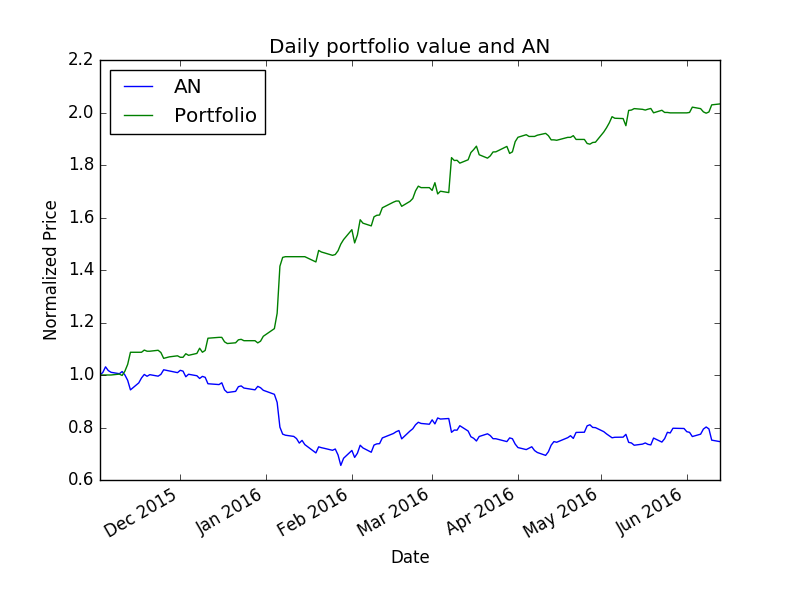 Daily portfolio value and AN
2.2
2.0
1.8
1.6
1.4
1.2
1.0
0.8
0.6
Normalized Price
AN
Portfolio
Dec 2015
Jan 2016
Feb 2016
Mar 2016
Apr 2016
May 2016
Jun 2016
Date